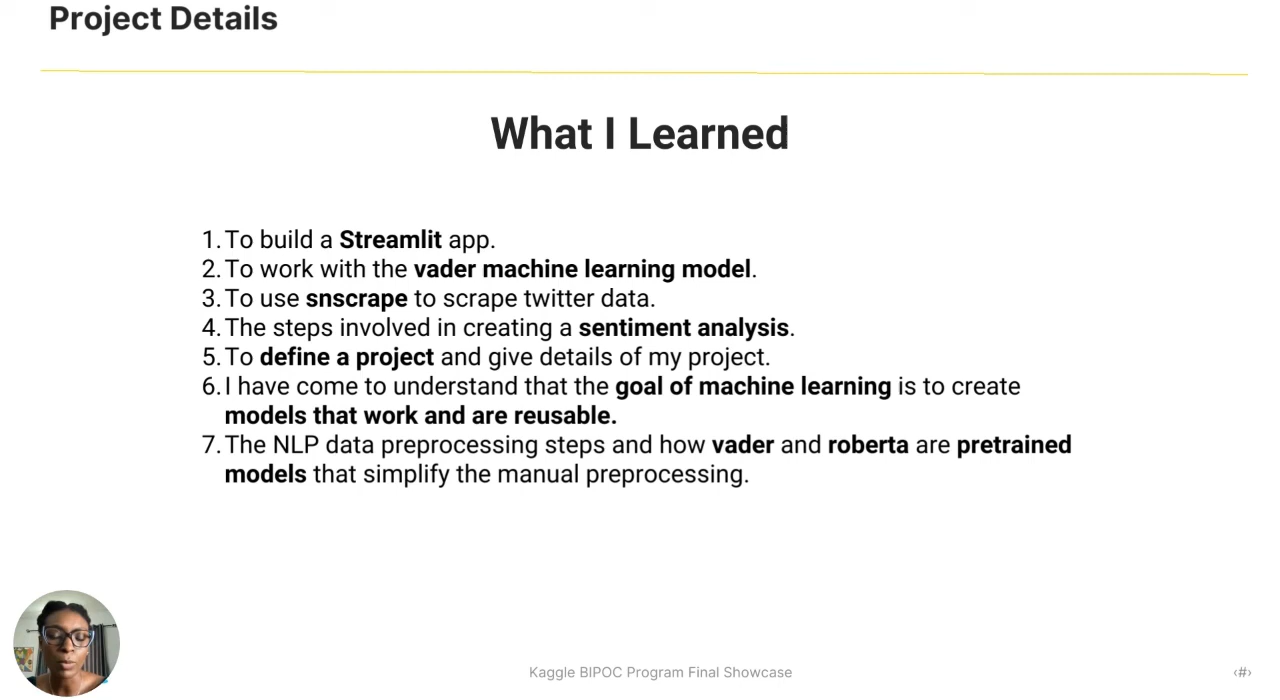 Project Details
What I Learned
1. To build a Streamlit app.
2. To work with the vader machine learning model.
3. To use snscrape to scrape twitter data.
4. The steps involved in creating a sentiment analysis.
5. To define a project and give details of my project.
6. I have come to understand that the goal of machine learning is to create
models that work and are reusable.
7. The NLP data preprocessing steps and how vader and roberta are pretrained
models that simplify the manual preprocessing.
Kaggle BIPOC Program Final Showcase
‹#›